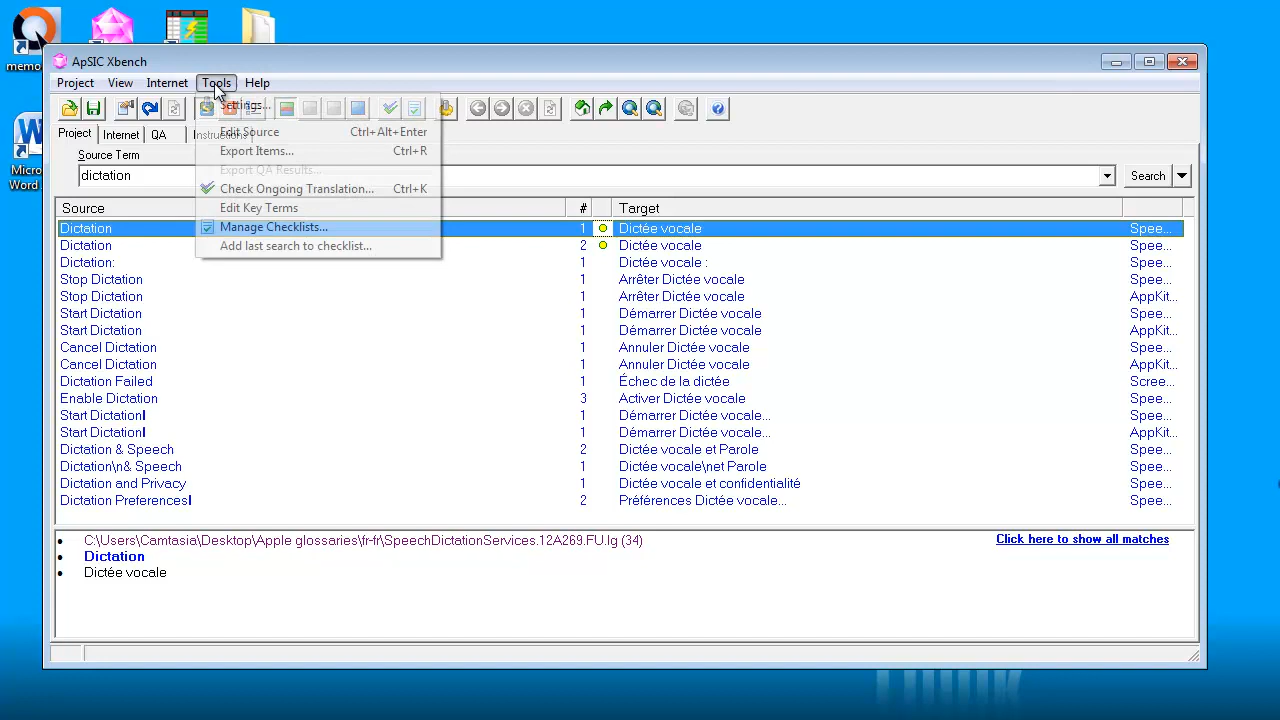 memo
ApSIC Xbench
Project View Internet Tools Help
Settings...
Edit Source Ctrl+Alt+Enter
Export Items... Ctrl+R
Export QA Results...
Check Ongoing Translation... Ctrl+K
Edit Key Terms
Manage Checklists...
Add last search to checklist...
Project Internet QA Instructions
Micro
Word
Source Term
dictation Search
Source # Target
Dictation 1 Dictée vocale Spee...
Dictation 2 Dictée vocale Spee...
Dictation: 1 Dictée vocale : Spee...
Stop Dictation 1 Arrêter Dictée vocale Spee...
Stop Dictation 1 Arrêter Dictée vocale AppKit...
Start Dictation 1 Démarrer Dictée vocale Spee...
Start Dictation 1 Démarrer Dictée vocale AppKit...
Cancel Dictation 1 Annuler Dictée vocale Spee...
Cancel Dictation 1 Annuler Dictée vocale AppKit...
Dictation Failed 1 Échec de la dictée Scree...
Enable Dictation 3 Activer Dictée vocale Spee...
Start Dictation| 1 Démarrer Dictée vocale... Spee...
Start Dictation| 1 Démarrer Dictée vocale... AppKit...
Dictation & Speech 2 Dictée vocale et Parole Spee...
Dictation\n& Speech 1 Dictée vocale\net Parole Spee...
Dictation and Privacy 1 Dictée vocale et confidentialité Spee...
Dictation Preferences| 2 Préférences Dictée vocale... Spee...
C:\Users\Camtasia\Desktop\Apple glossaries\fr-fr\SpeechDictationServices.12A269.FU.lg (34) Click here to show all matches
Dictation
Dictée vocale